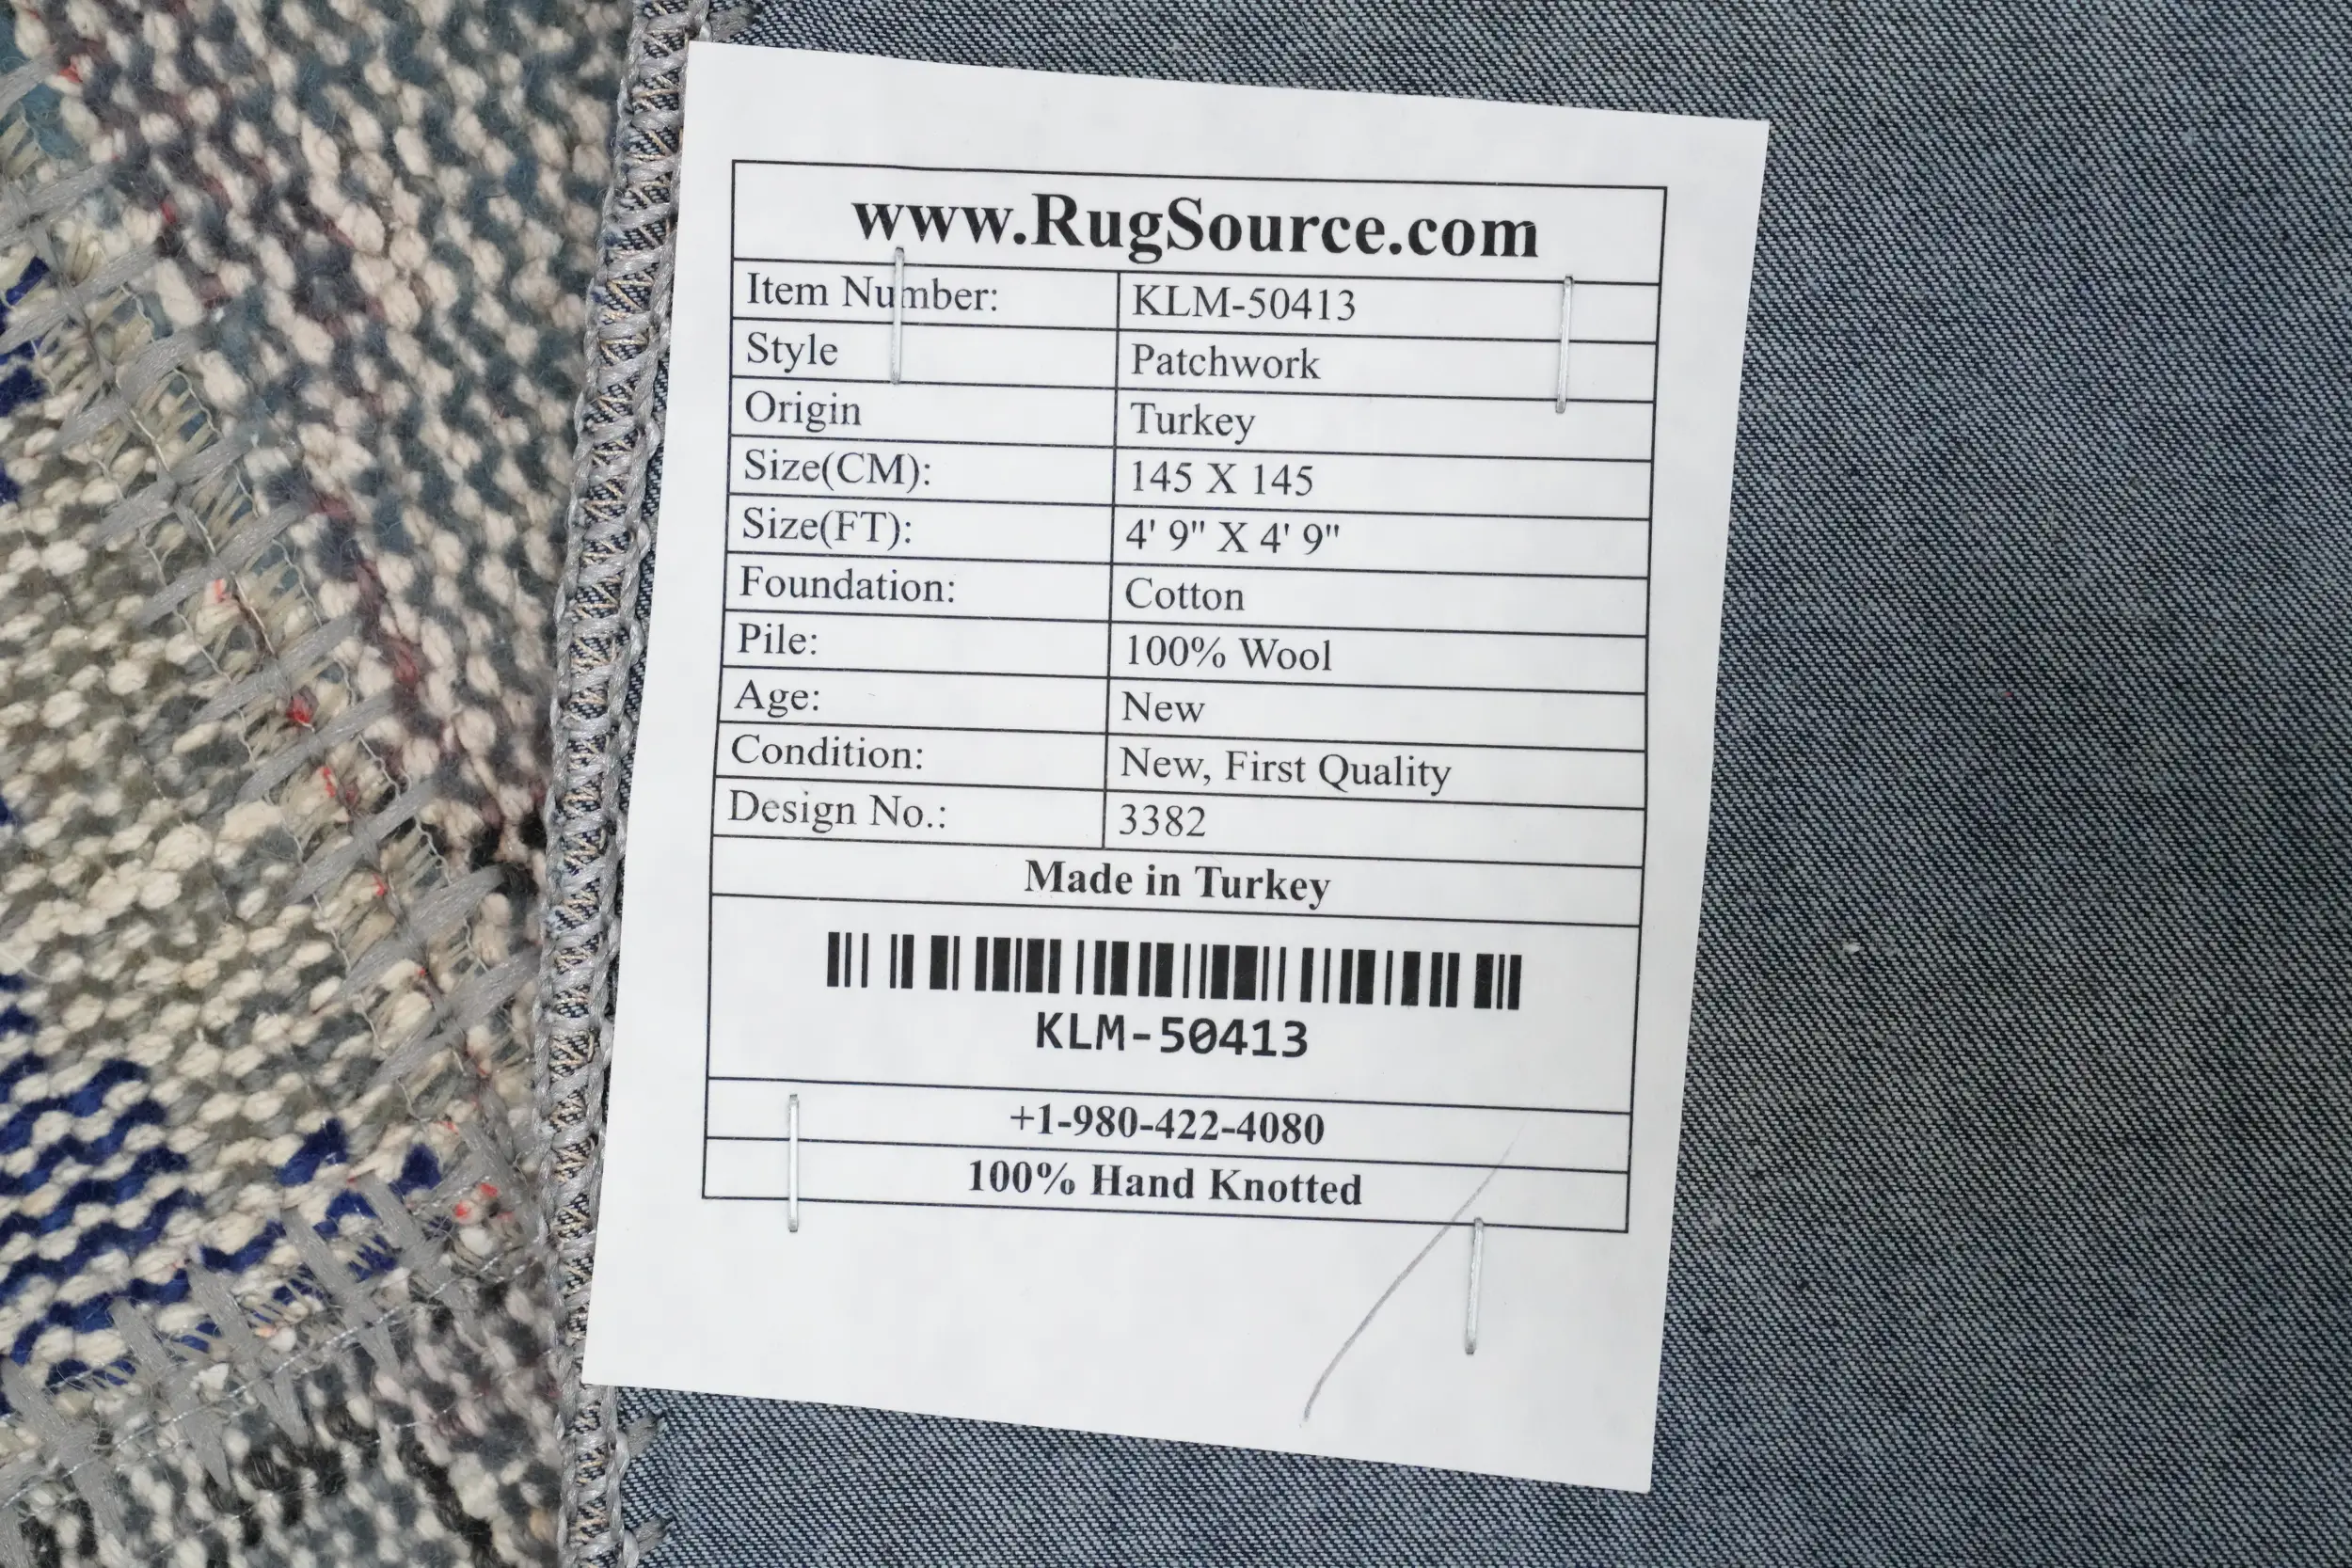 www.RugSource.com
Item Number: KLM-50413
Style Patchwork
Origin Turkey
Size(CM): 145 X 145
Size(FT): 4' 9" X 4' 9"
Foundation: Cotton
Pile: 100% Wool
Age: New
Condition: New, First Quality
Design No.: 3382
Made in Turkey
KLM-50413
+1-980-422-4080
100% Hand Knotted